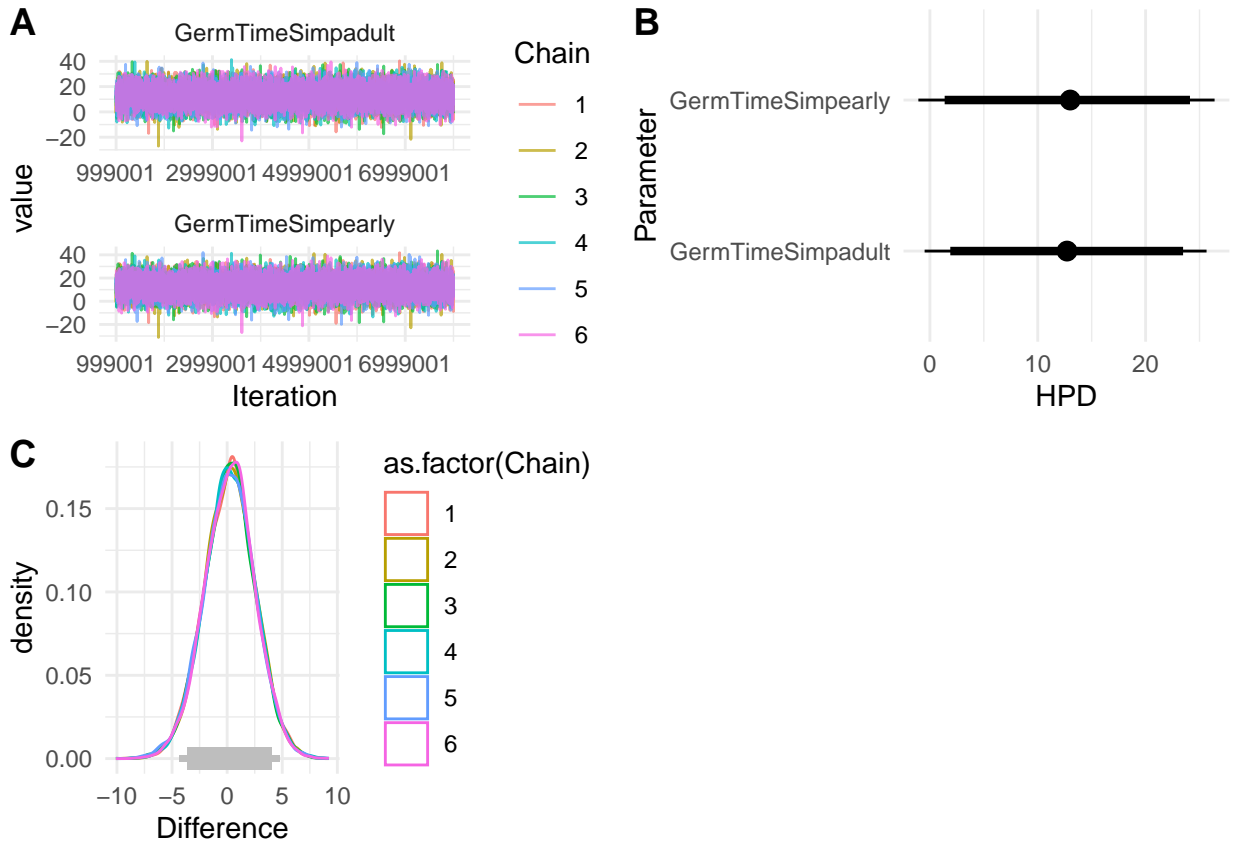 A
GermTimeSimpadult
40
20
0
−20
999001 2999001 4999001 6999001
GermTimeSimpearly
40
20
0
−20
999001 2999001 4999001 6999001
value
Iteration
Chain
1
2
3
4
5
6
B
Parameter
GermTimeSimpearly
GermTimeSimpadult
0 10 20
HPD
C
density
0.15
0.10
0.05
0.00
−10 −5 0 5 10
Difference
as.factor(Chain)
1
2
3
4
5
6